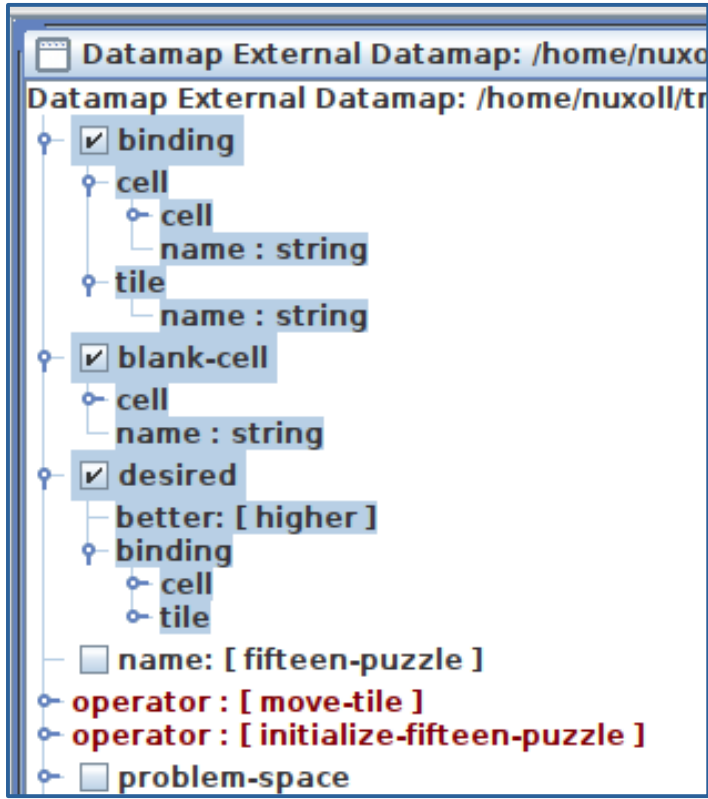 Datamap External Datamap: /home/nuxo
Datamap External Datamap: /home/nuxoll/tr
binding
cell
cell
name : string
tile
name : string
blank-cell
cell
name : string
desired
better: [ higher ]
binding
cell
tile
name: [ fifteen-puzzle ]
operator : [ move-tile ]
operator : [ initialize-fifteen-puzzle ]
problem-space